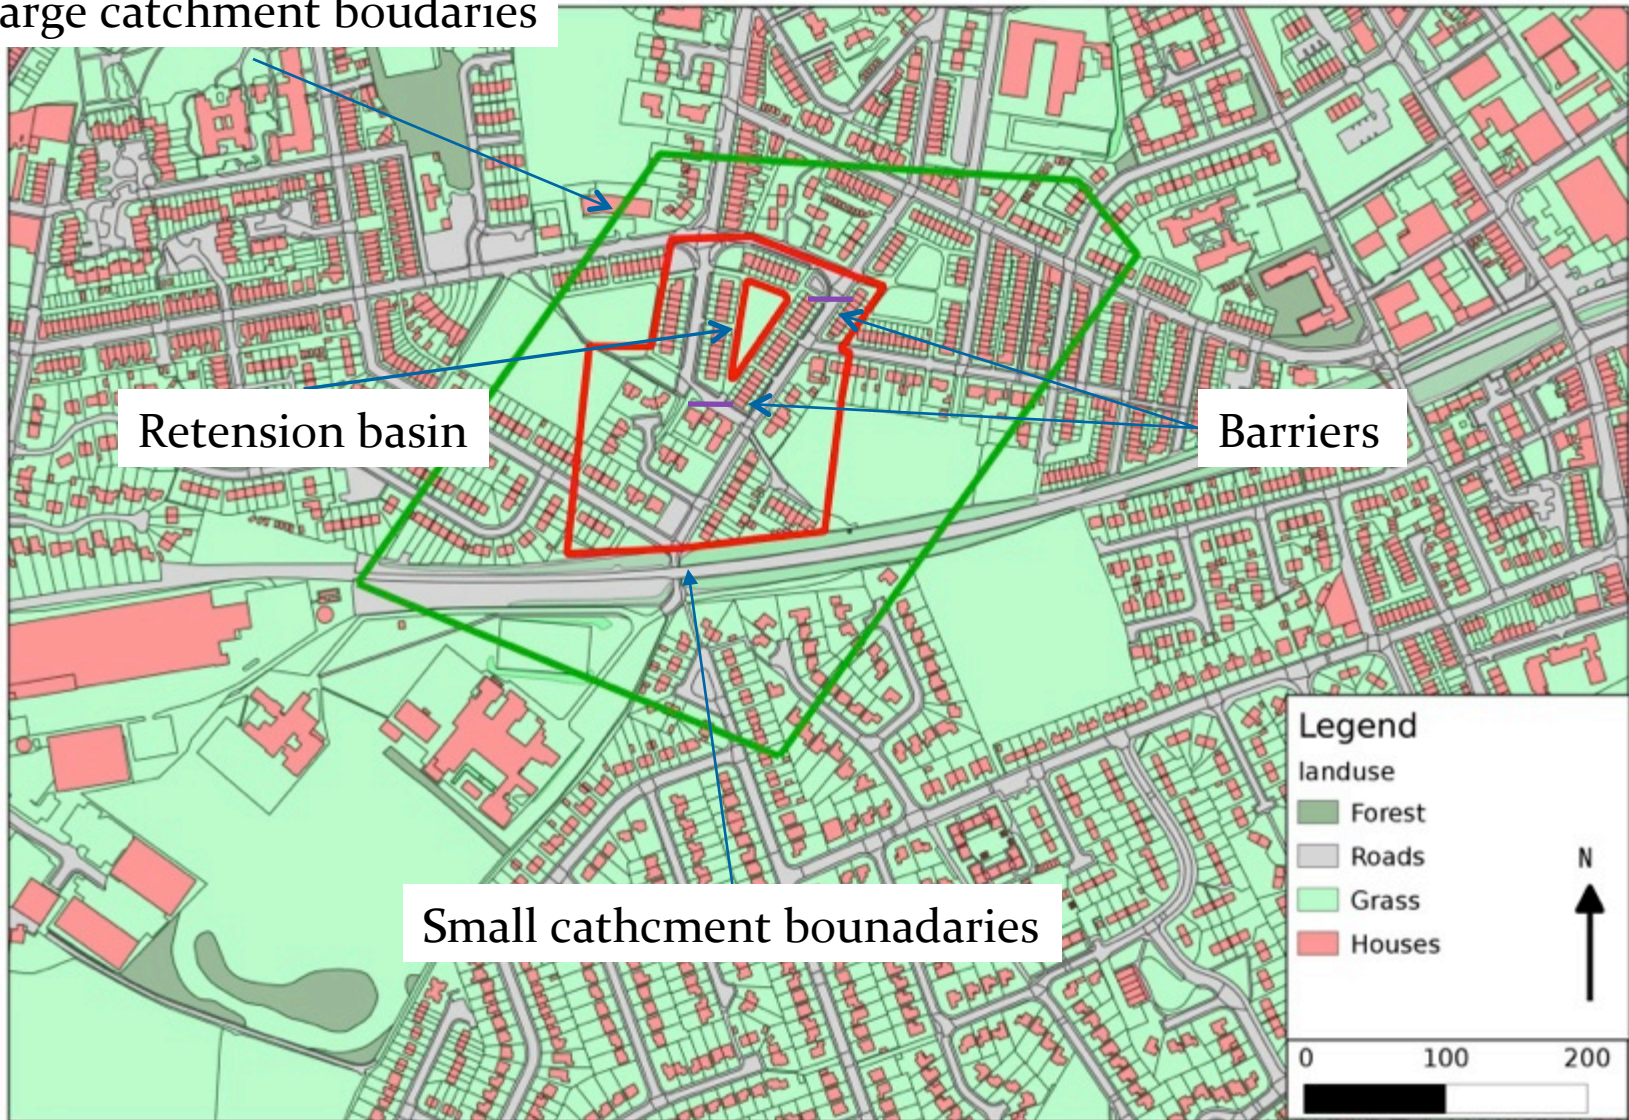 arge catchment boudaries
Retension basin
Barriers
Small cathcment bounadaries
Legend
landuse
Forest
Roads
Grass
Houses
N
0 100 200